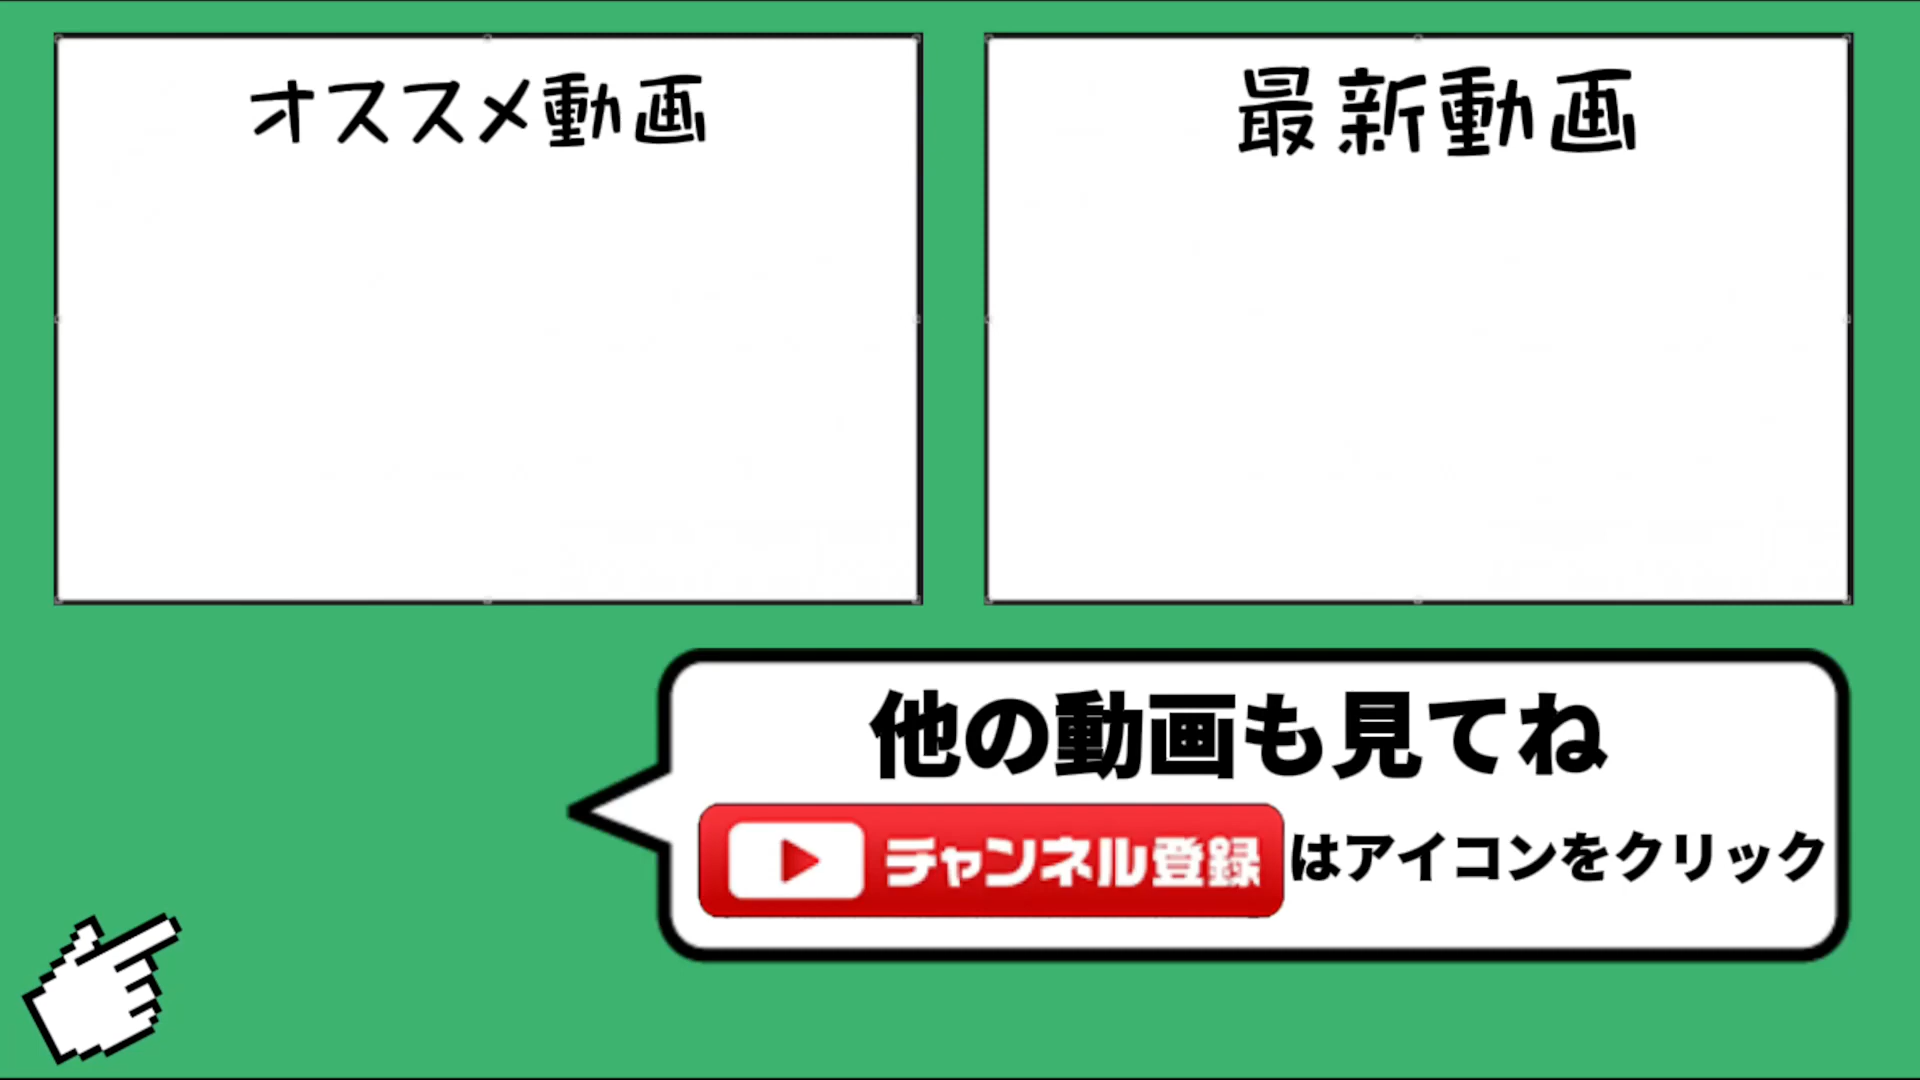 オススメ動画
最新動画
他の動画も見てね
チャンネル登録はアイコンをクリック